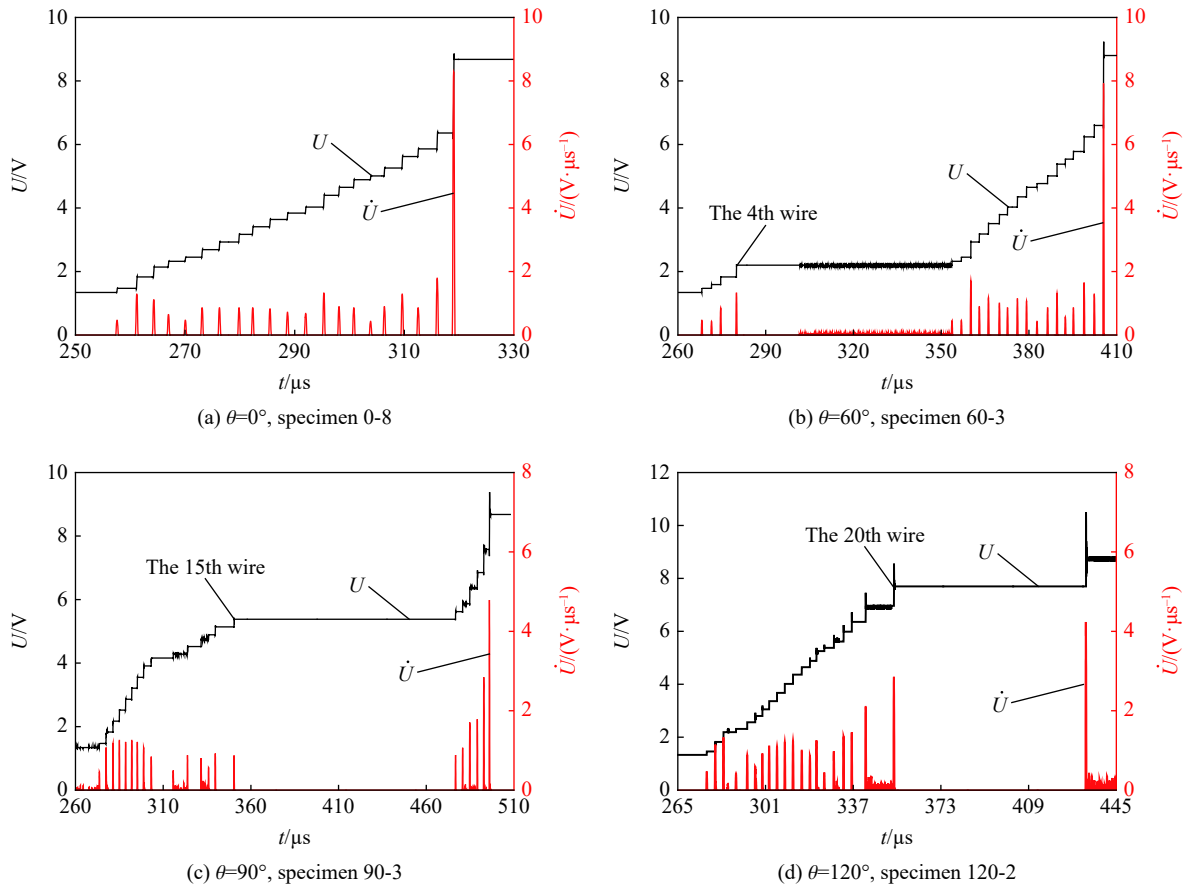 10
8
6
4
2
0
U/V
10
8
6
4
2
0
U̇/(V·μs⁻¹)
U
U̇
250
270
290
310
330
t/μs
(a) θ=0°, specimen 0-8
10
8
6
4
2
0
U/V
10
8
6
4
2
0
U̇/(V·μs⁻¹)
The 4th wire
U
U̇
260
290
320
350
380
410
t/μs
(b) θ=60°, specimen 60-3
10
8
6
4
2
0
U/V
8
6
4
2
0
U̇/(V·μs⁻¹)
The 15th wire
U
U̇
260
310
360
410
460
510
t/μs
(c) θ=90°, specimen 90-3
12
10
8
6
4
2
0
U/V
8
6
4
2
0
U̇/(V·μs⁻¹)
The 20th wire
U
U̇
265
301
337
373
409
445
t/μs
(d) θ=120°, specimen 120-2